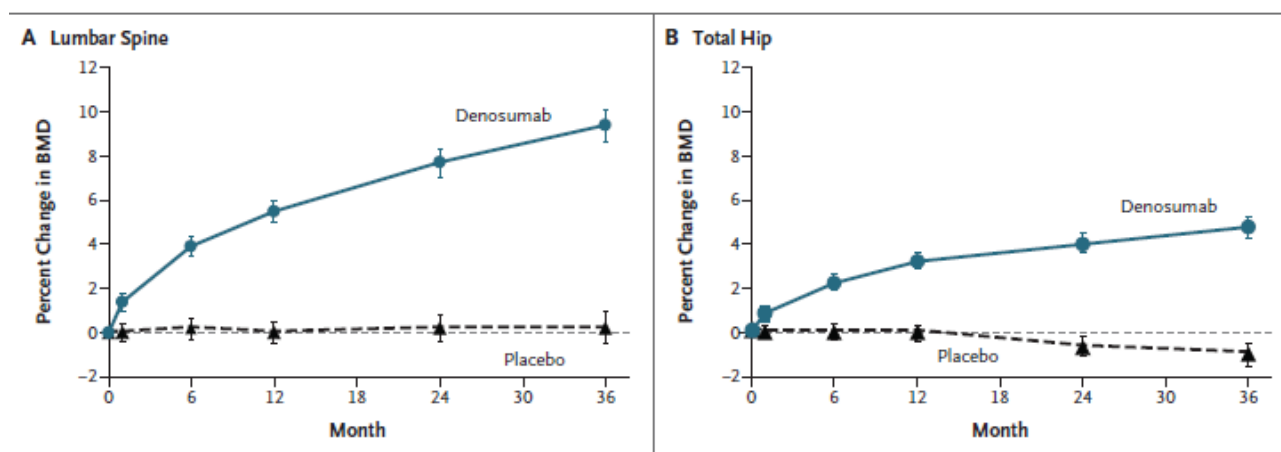 A Lumbar Spine
12
10
8
6
4
2
0
−2
Percent Change in BMD
Denosumab
Placebo
0 6 12 18 24 30 36
Month
B Total Hip
12
10
8
6
4
2
0
−2
Percent Change in BMD
Denosumab
Placebo
0 6 12 18 24 30 36
Month